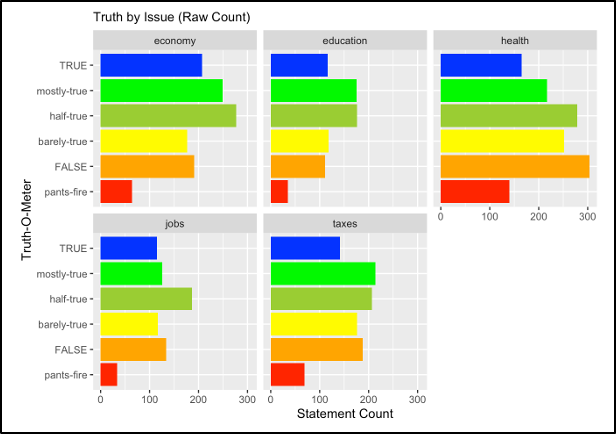 Truth by Issue (Raw Count)
economy
education
health
TRUE
mostly-true
half-true
barely-true
FALSE
pants-fire
0 100 200 300
jobs
taxes
TRUE
mostly-true
half-true
barely-true
FALSE
pants-fire
0 100 200 300
0 100 200 300
Truth-O-Meter
Statement Count